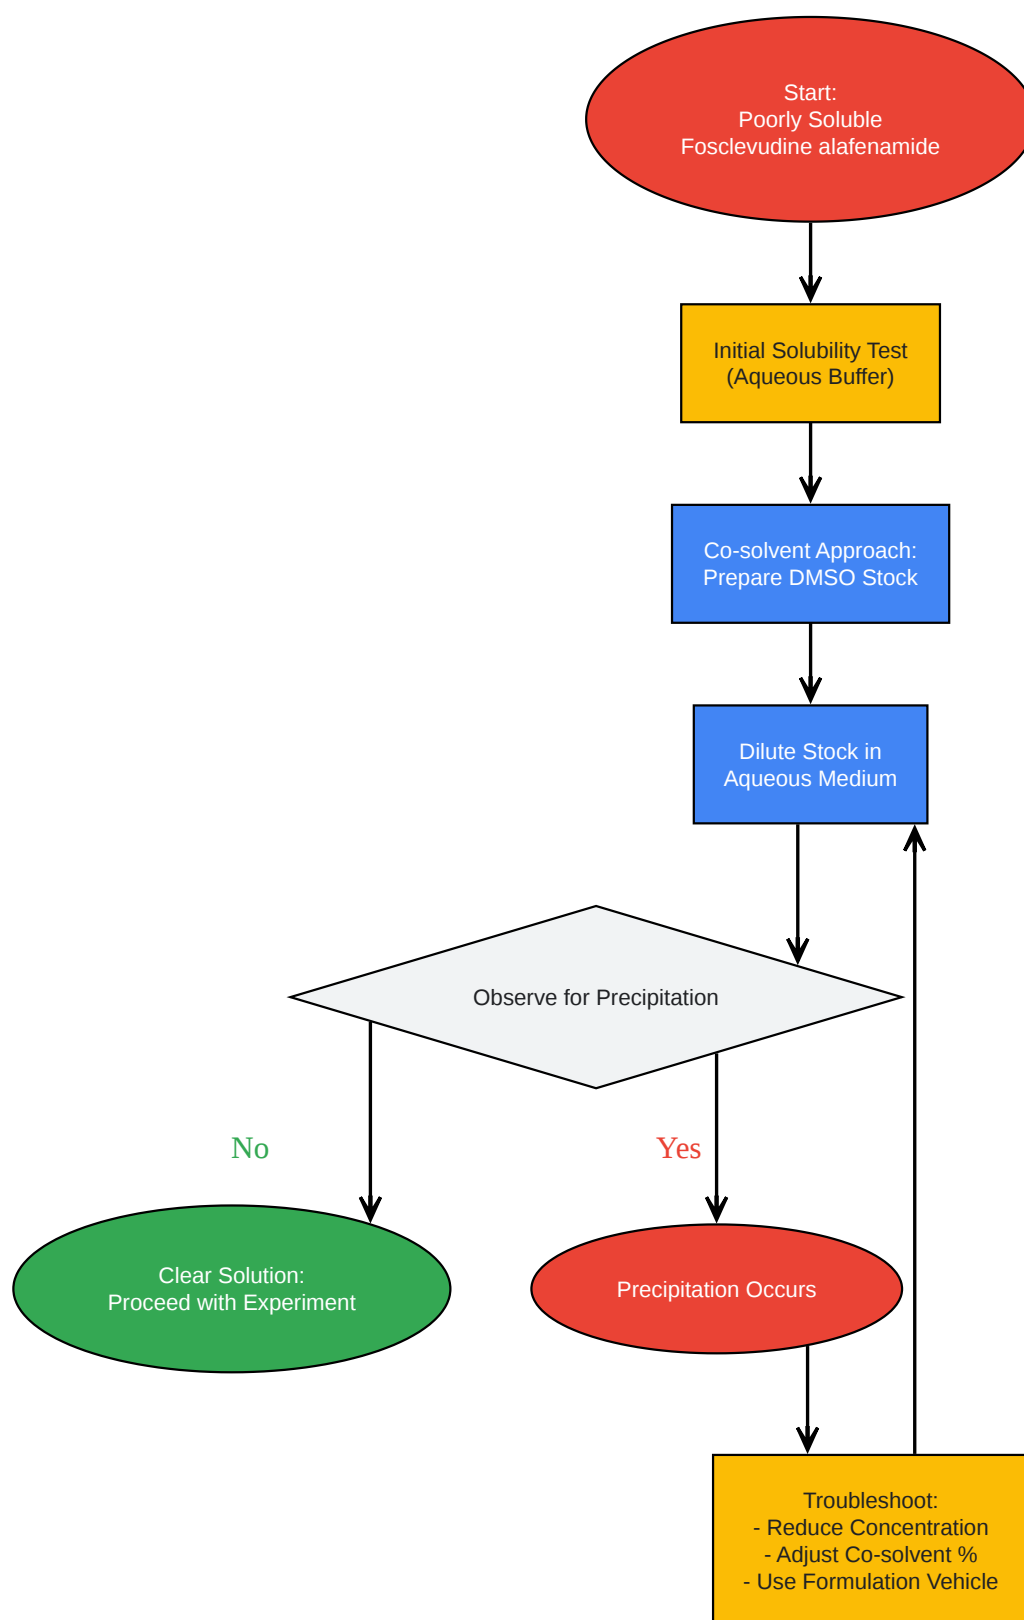 Start:
Poorly Soluble
Fosclevudine alafenamide
Initial Solubility Test
(Aqueous Buffer)
Co-solvent Approach:
Prepare DMSO Stock
Dilute Stock in
Aqueous Medium
Observe for Precipitation
No
Yes
Clear Solution:
Proceed with Experiment
Precipitation Occurs
Troubleshoot:
- Reduce Concentration
- Adjust Co-solvent %
- Use Formulation Vehicle